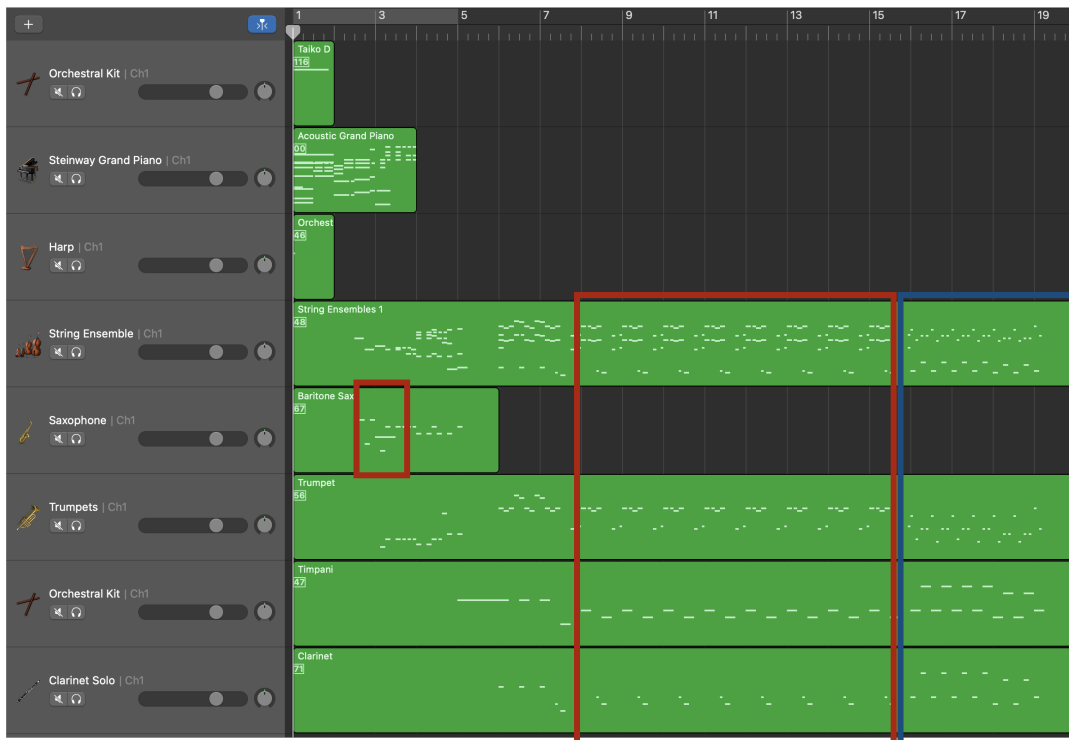 +
1 3 5 7 9 11 13 15 17 19
Orchestral Kit | Ch1
Taiko D
116
Steinway Grand Piano | Ch1
Acoustic Grand Piano
00
Harp | Ch1
Orchest
46
String Ensemble | Ch1
String Ensembles 1
48
Saxophone | Ch1
Baritone Sax
67
Trumpets | Ch1
Trumpet
56
Orchestral Kit | Ch1
Timpani
47
Clarinet Solo | Ch1
Clarinet
71